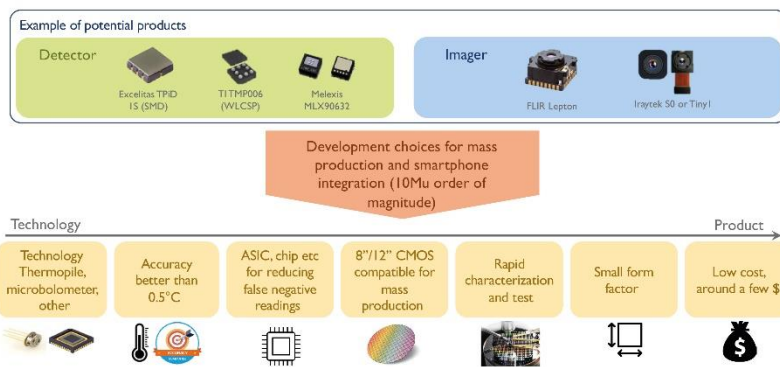 Example of potential products
Detector
Excelitas TPiD
1S (SMD)
TI TMP006
(WLCSP)
Melexis
MLX90632
Imager
FLIR Lepton
Iraytek S0 or Tiny1
Development choices for mass
production and smartphone
integration (10Mu order of
magnitude)
Technology
Product
Technology
Thermopile,
microbolometer,
other
Accuracy
better than
0.5°C
ASIC, chip etc
for reducing
false negative
readings
8"/12" CMOS
compatible for
mass
production
Rapid
characterization
and test
Small form
factor
Low cost,
around a few $
$